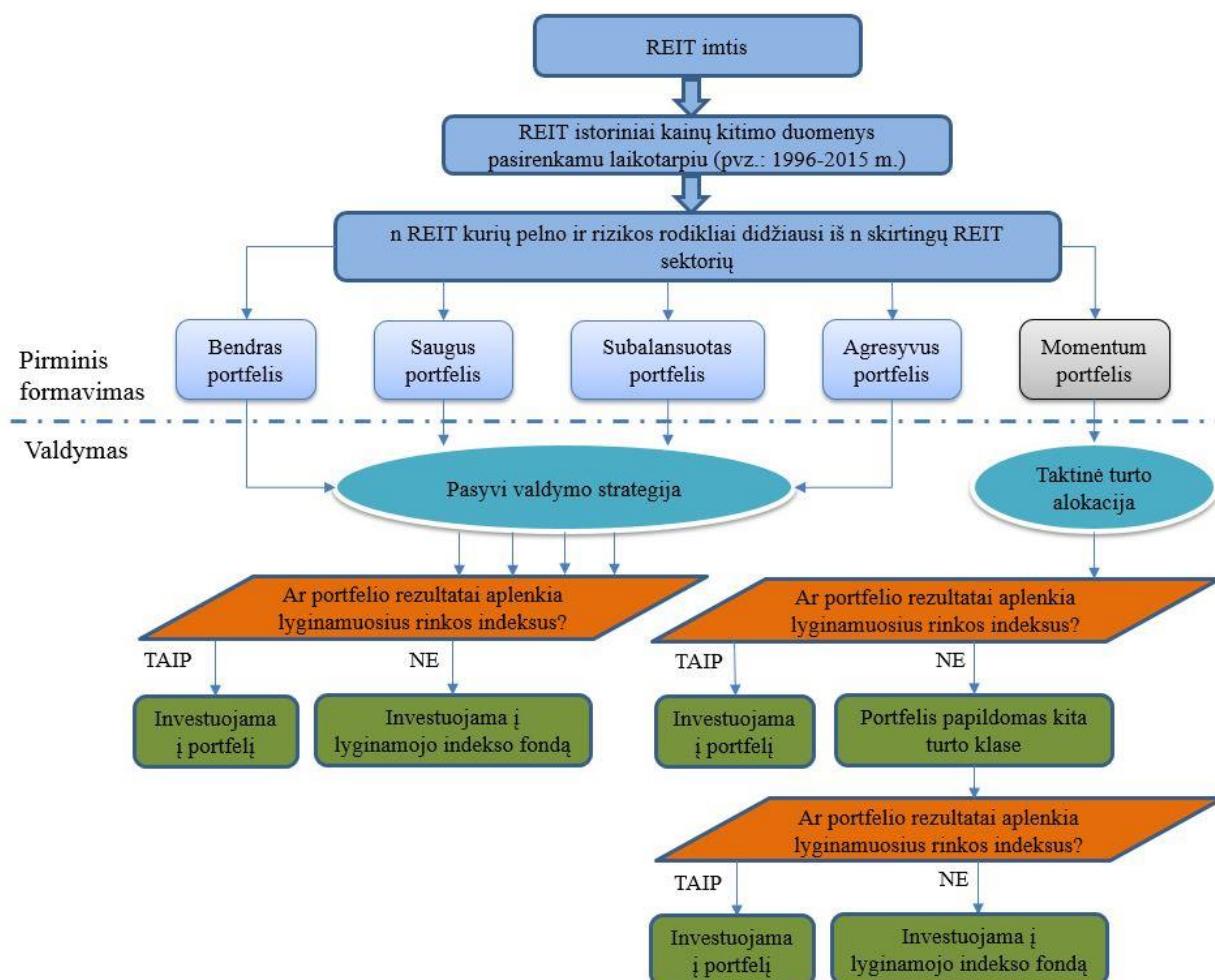 REIT imtis
REIT istoriniai kainų kitimo duomenys
pasirenkamu laikotarpiu (pvz.: 1996-2015 m.)
n REIT kurių pelno ir rizikos rodikliai didžiausi iš n skirtingų REIT
sektorių
Pirminis
formavimas
Bendras
portfelis
Saugus
portfelis
Subalansuotas
portfelis
Agresyvus
portfelis
Momentum
portfelis
Valdymas
Pasyvi valdymo strategija
Taktinė turto
alokacija
Ar portfelio rezultatai aplenkia
lyginamuosius rinkos indeksus?
TAIP
NE
Investuojama
į portfelį
Investuojama į
lyginamojo indekso fondą
Ar portfelio rezultatai aplenkia
lyginamuosius rinkos indeksus?
TAIP
NE
Investuojama
į portfelį
Portfelis papildomas kita
turto klase
Ar portfelio rezultatai aplenkia
lyginamuosius rinkos indeksus?
TAIP
NE
Investuojama
į portfelį
Investuojama į
lyginamojo indekso fondą